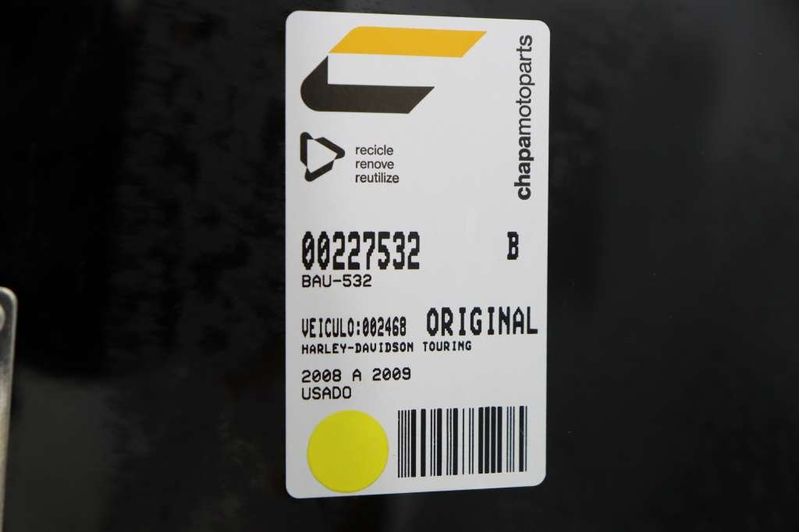 chapamotoparts
recicle
renove
reutilize
00227532 B
BAU-532
VEICULO:002468 ORIGINAL
HARLEY-DAVIDSON TOURING
2008 A 2009
USADO